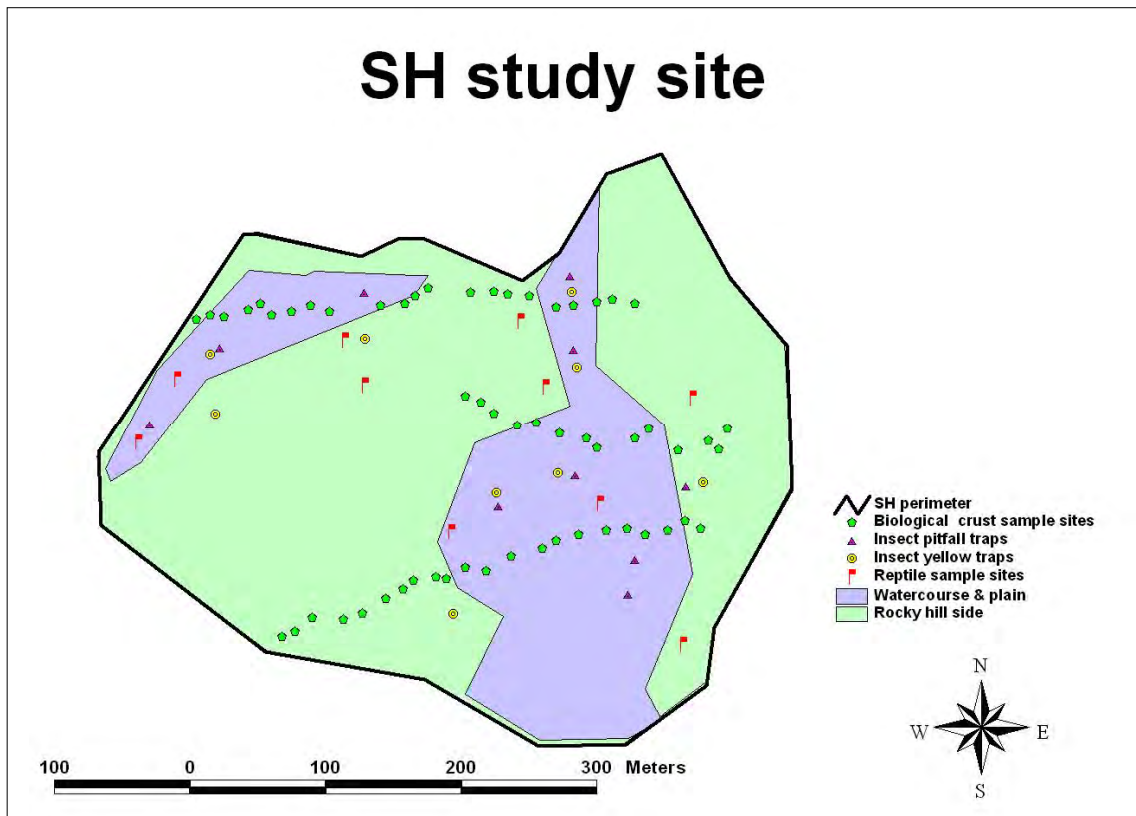 SH study site
SH perimeter
Biological crust sample sites
Insect pitfall traps
Insect yellow traps
Reptile sample sites
Watercourse & plain
Rocky hill side
N
W E
S
100 0 100 200 300 Meters